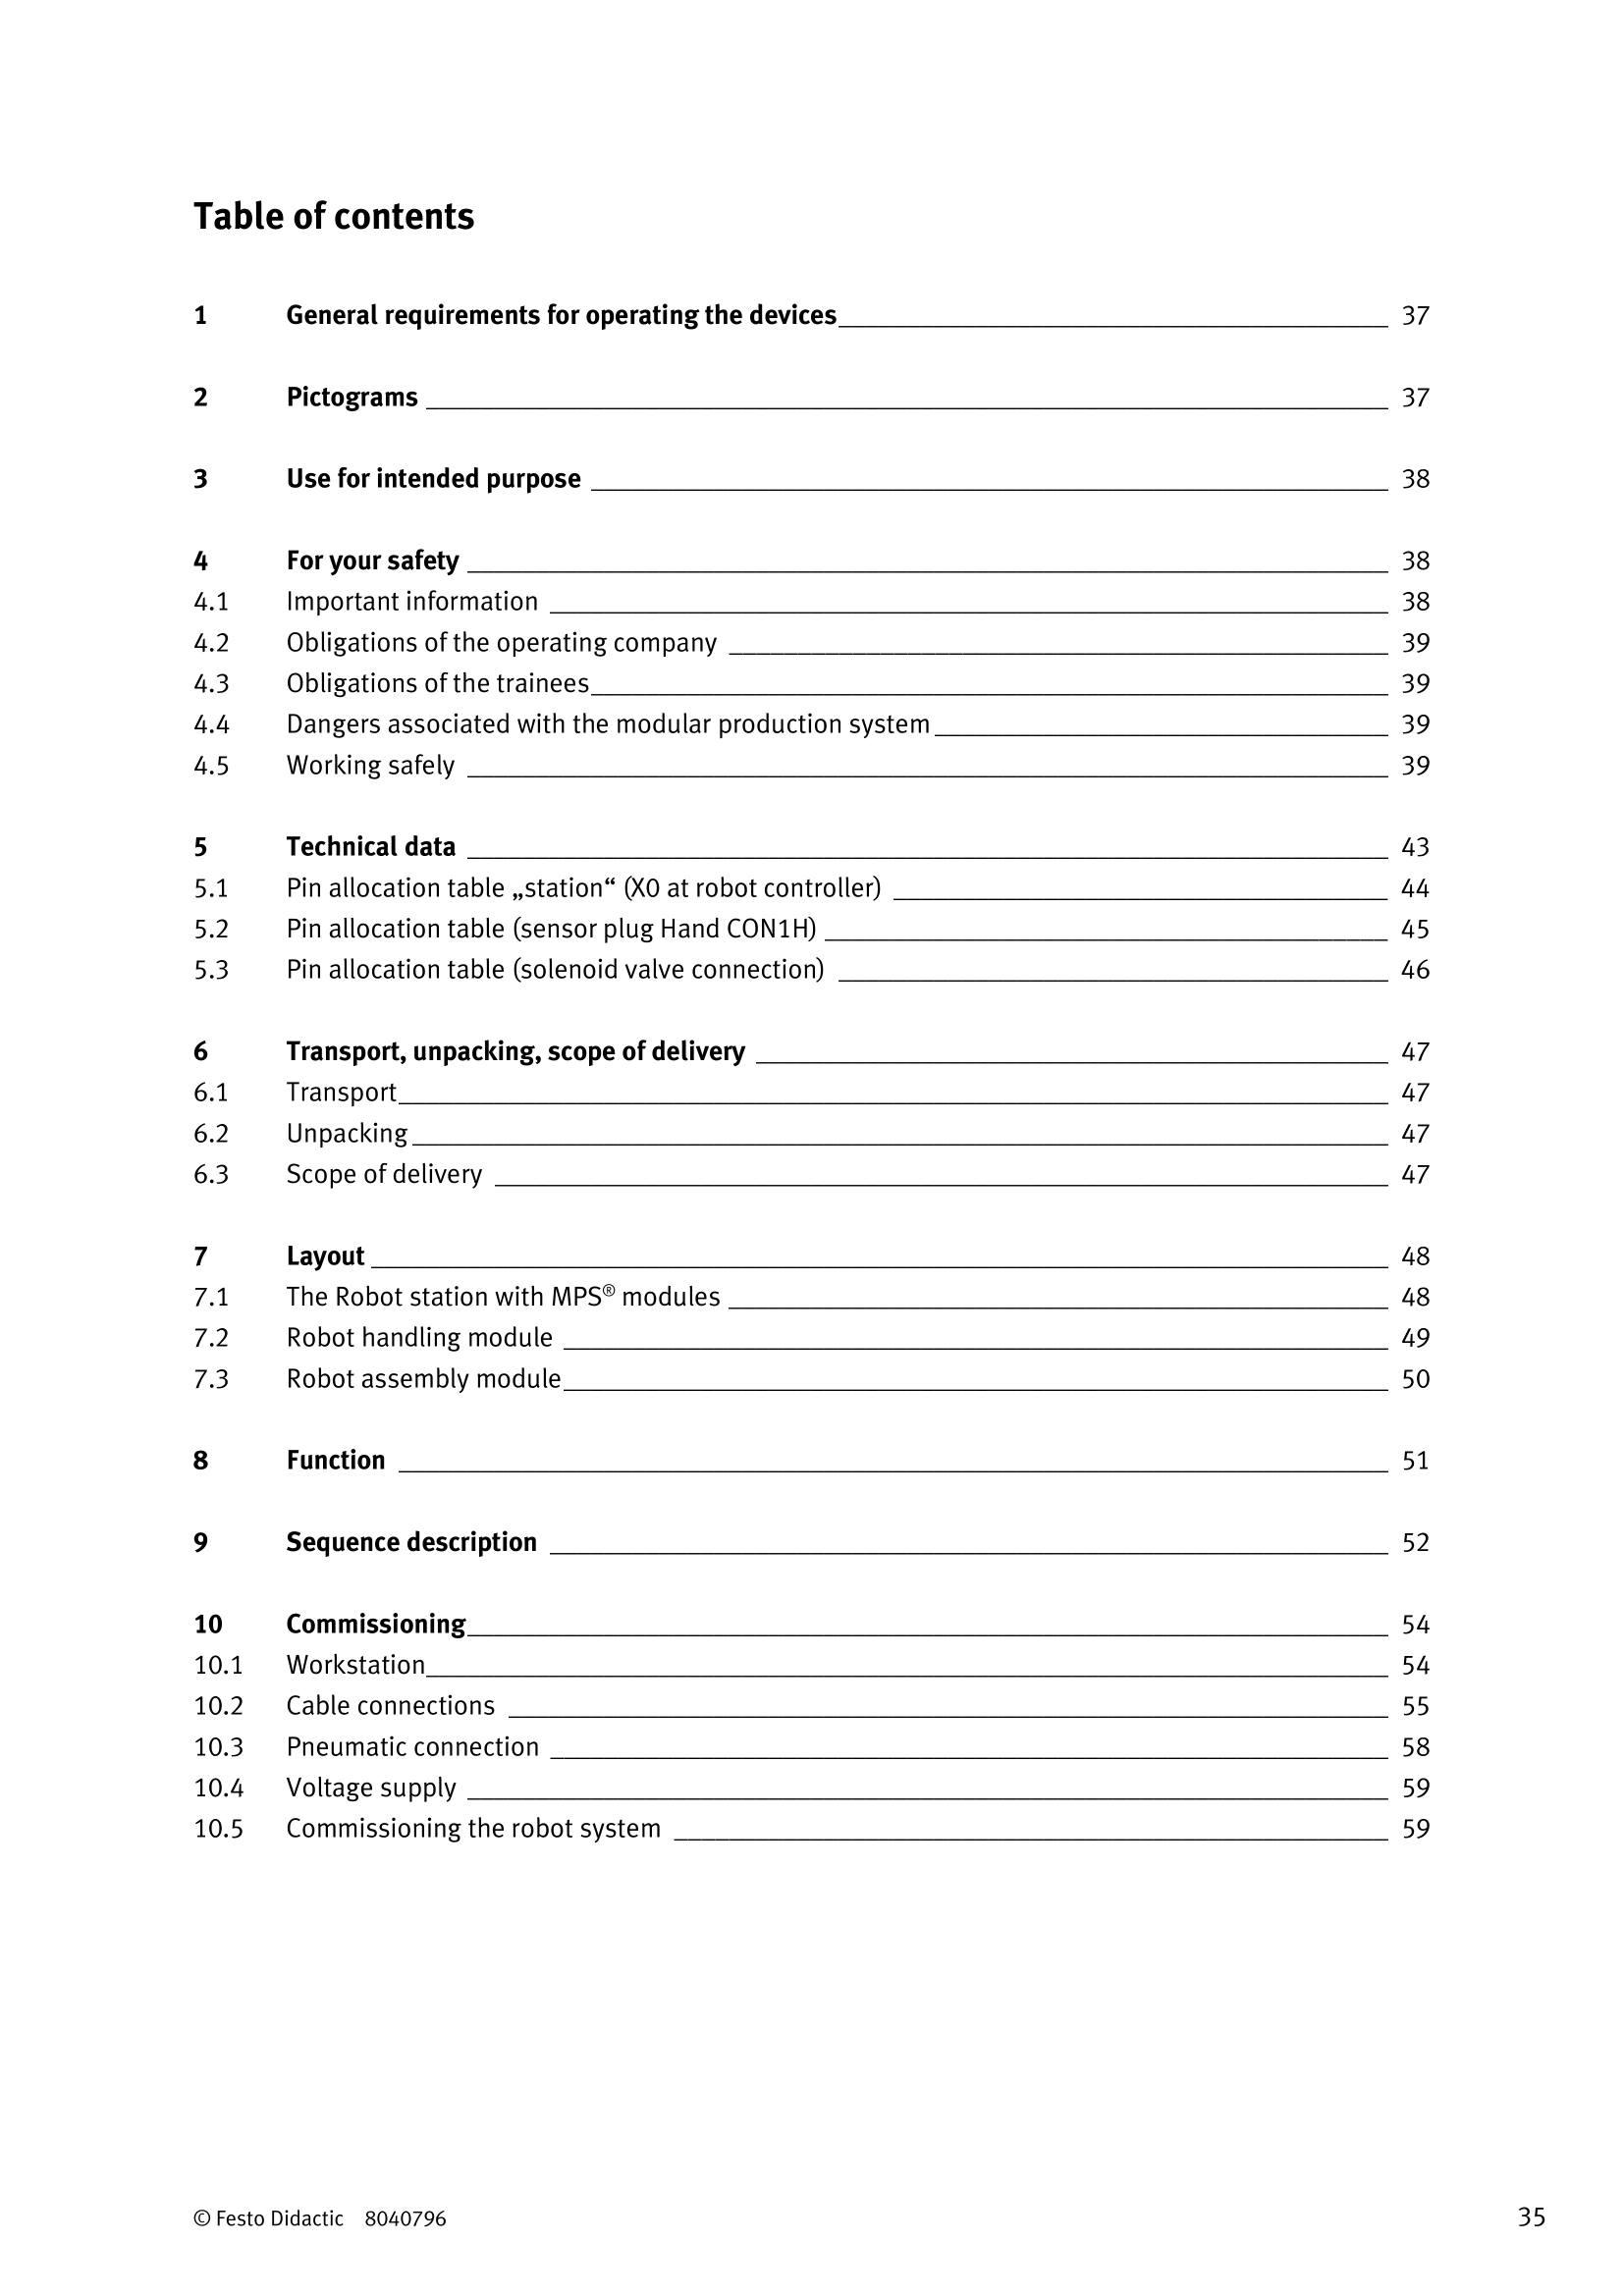 Table of contents
1 General requirements for operating the devices 37
2 Pictograms 37
3 Use for intended purpose 38
4 For your safety 38
4.1 Important information 38
4.2 Obligations of the operating company 39
4.3 Obligations of the trainees 39
4.4 Dangers associated with the modular production system 39
4.5 Working safely 39
5 Technical data 43
5.1 Pin allocation table „station“ (X0 at robot controller) 44
5.2 Pin allocation table (sensor plug Hand CON1H) 45
5.3 Pin allocation table (solenoid valve connection) 46
6 Transport, unpacking, scope of delivery 47
6.1 Transport 47
6.2 Unpacking 47
6.3 Scope of delivery 47
7 Layout 48
7.1 The Robot station with MPS® modules 48
7.2 Robot handling module 49
7.3 Robot assembly module 50
8 Function 51
9 Sequence description 52
10 Commissioning 54
10.1 Workstation 54
10.2 Cable connections 55
10.3 Pneumatic connection 58
10.4 Voltage supply 59
10.5 Commissioning the robot system 59
© Festo Didactic 8040796 35